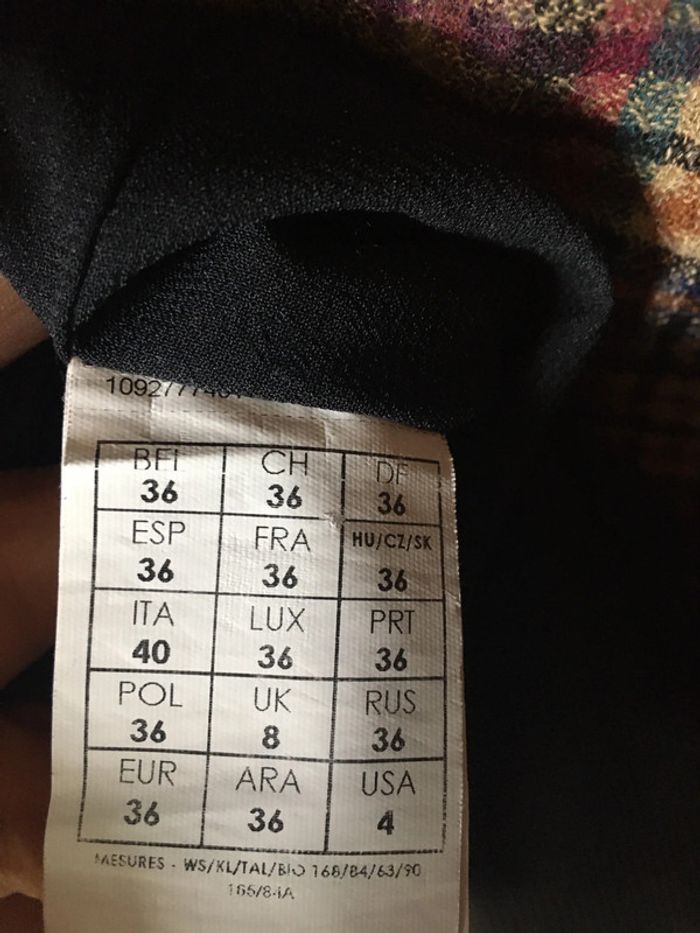 BEL CH DE
36 36 36
ESP FRA HU/CZ/SK
36 36 36
ITA LUX PRT
40 36 36
POL UK RUS
36 8 36
EUR ARA USA
36 36 4
MESURES - WS/KL/TAL/BIO 168/84/63/90
165/84A